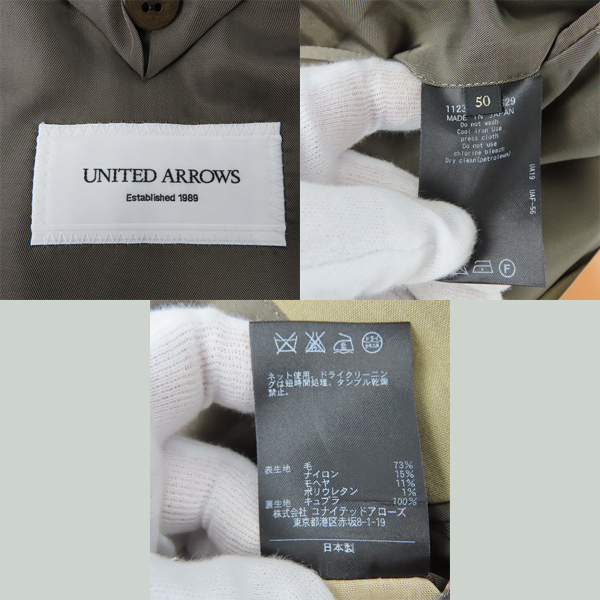 UNITED ARROWS
Established 1989
50
1123
29
MADE IN JAPAN
Do not wash
Cool iron Use
press cloth
Do not use
chlorine bleach
Dry clean(petroleum)
UA19 UAF-56
F
ネット使用。ドライクリーニン
グは短時間処理。タンブル乾燥
禁止。
表生地 毛 73%
ナイロン 15%
モヘヤ 11%
ポリウレタン 1%
裏生地 キュプラ 100%
株式会社 ユナイテッドアローズ
東京都港区赤坂8-1-19
日本製